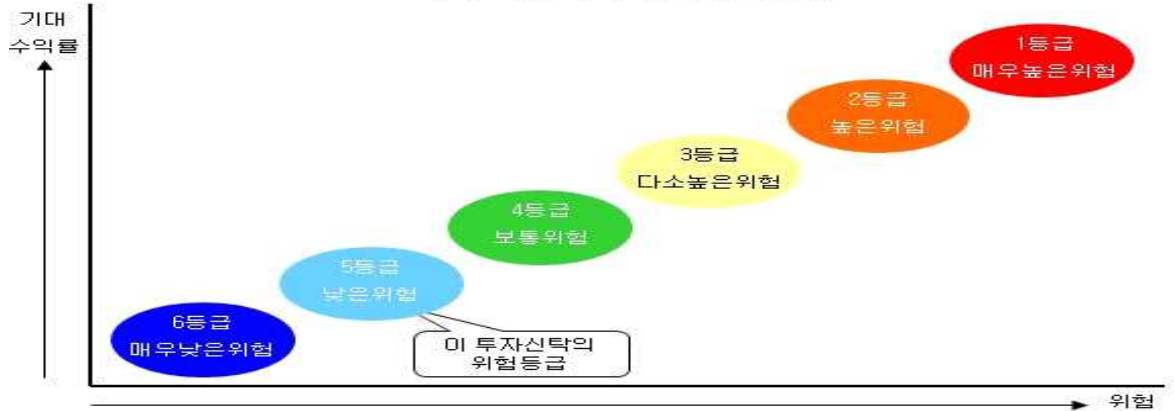 기대
수익률
1등급
매우높은위험
2등급
높은위험
3등급
다소높은위험
4등급
보통위험
5등급
낮은위험
6등급
매우낮은위험
이 투자신탁의
위험등급
위험